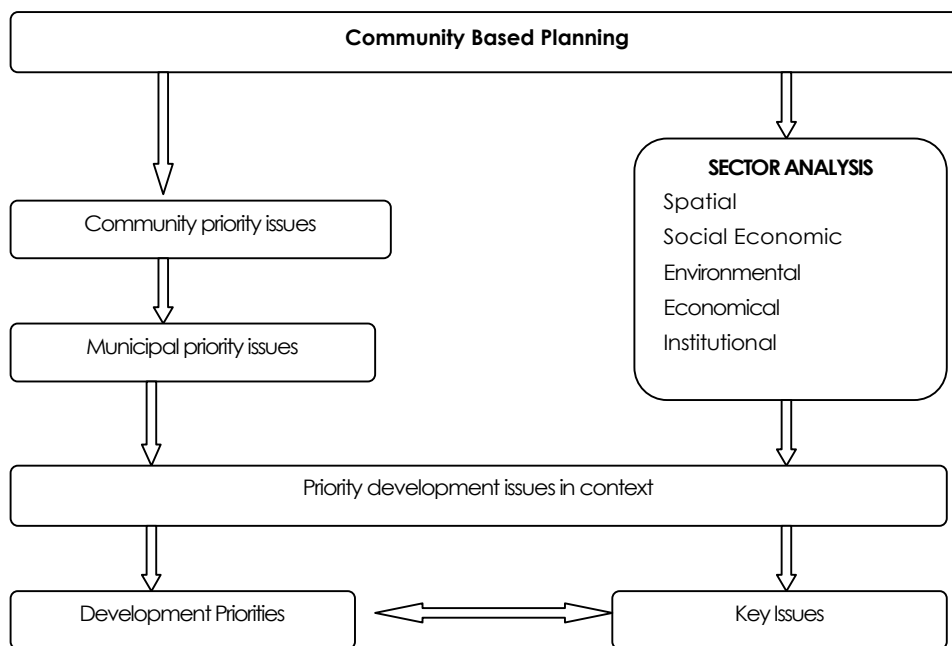 Community Based Planning
SECTOR ANALYSIS
Spatial
Social Economic
Environmental
Economical
Institutional
Community priority issues
Municipal priority issues
Priority development issues in context
Development Priorities
Key Issues